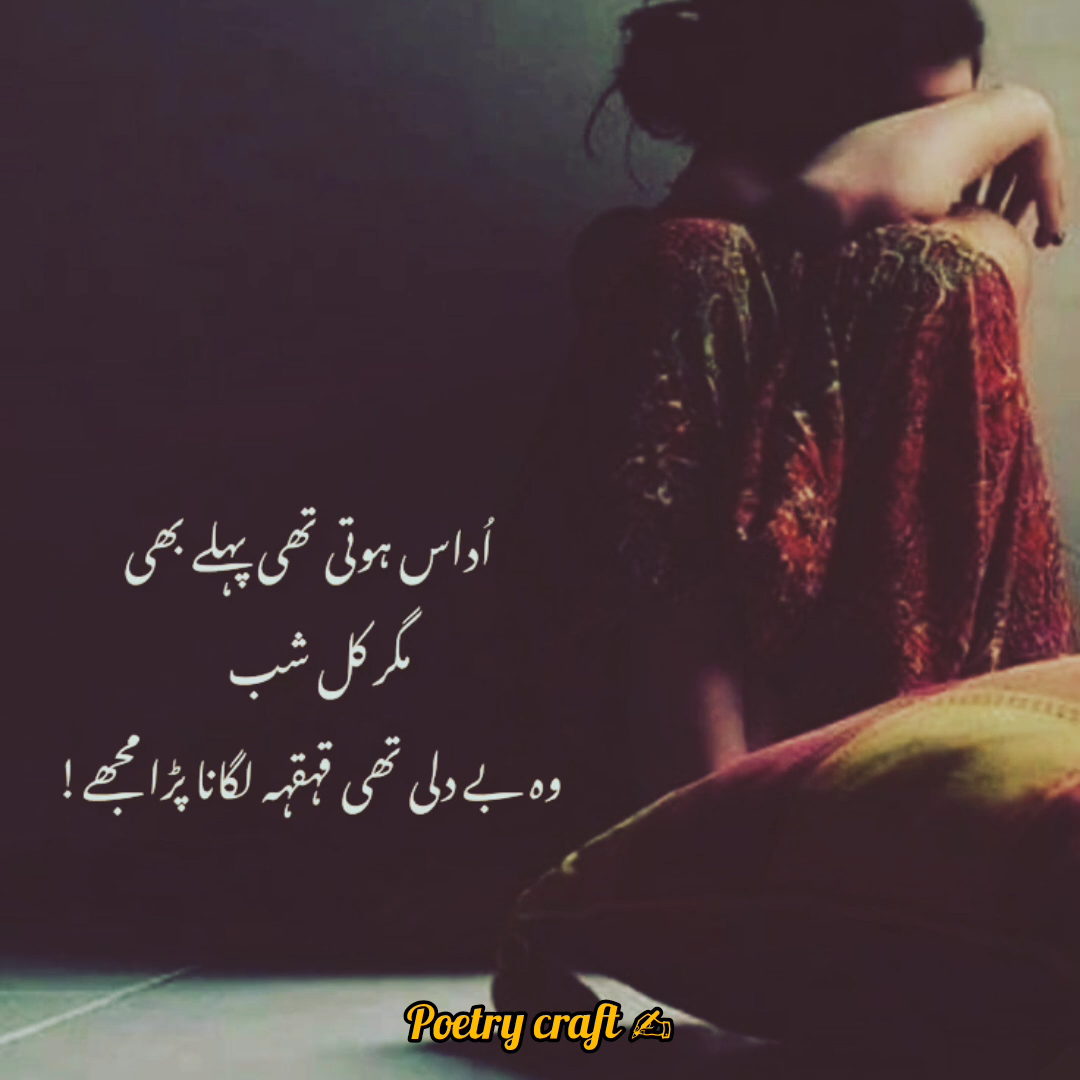 اُداس ہوتی تھی پہلے بھی
مگر کل شب
وہ بے دلی تھی قہقہہ لگانا پڑا مجھے !
Poetry craft ✍